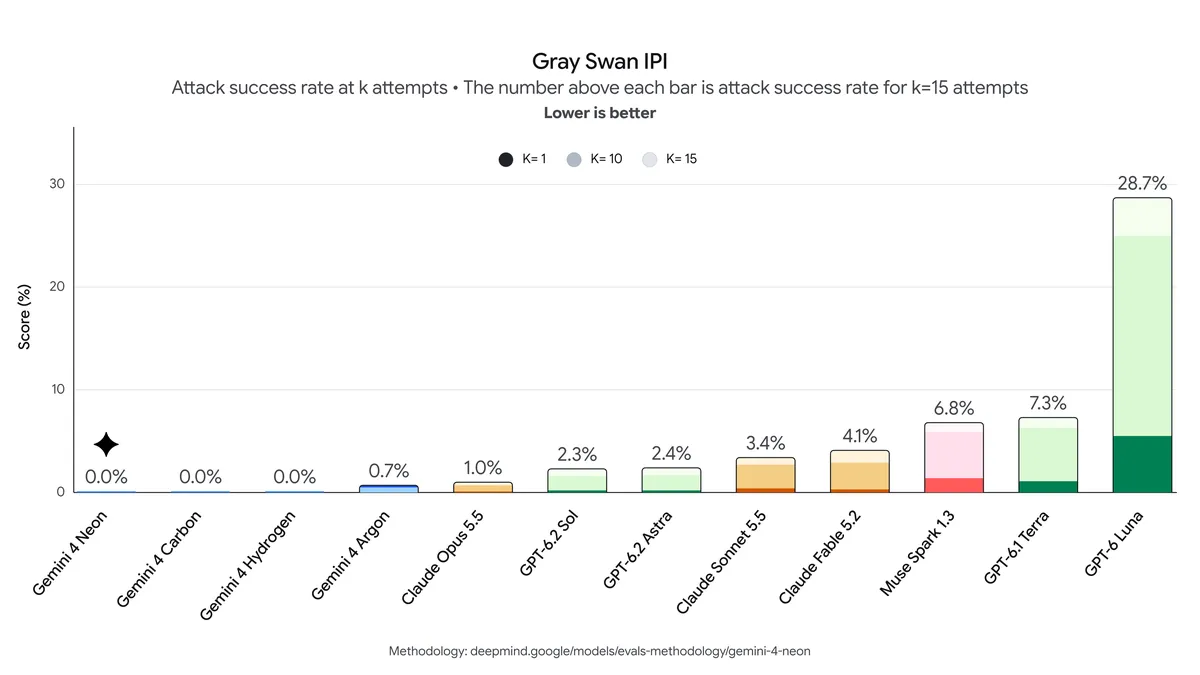 Gray Swan IPI
Attack success rate at k attempts • The number above each bar is attack success rate for k=15 attempts
Lower is better
K= 1
K= 10
K= 15
Score (%)
30
20
10
0
0.0%
0.0%
0.0%
0.7%
1.0%
2.3%
2.4%
3.4%
4.1%
6.8%
7.3%
28.7%
Gemini 4 Neon
Gemini 4 Carbon
Gemini 4 Hydrogen
Gemini 4 Argon
Claude Opus 5.5
GPT-6.2 Sol
GPT-6.2 Astra
Claude Sonnet 5.5
Claude Fable 5.2
Muse Spark 1.3
GPT-6.1 Terra
GPT-6 Luna
Methodology: deepmind.google/models/evals-methodology/gemini-4-neon